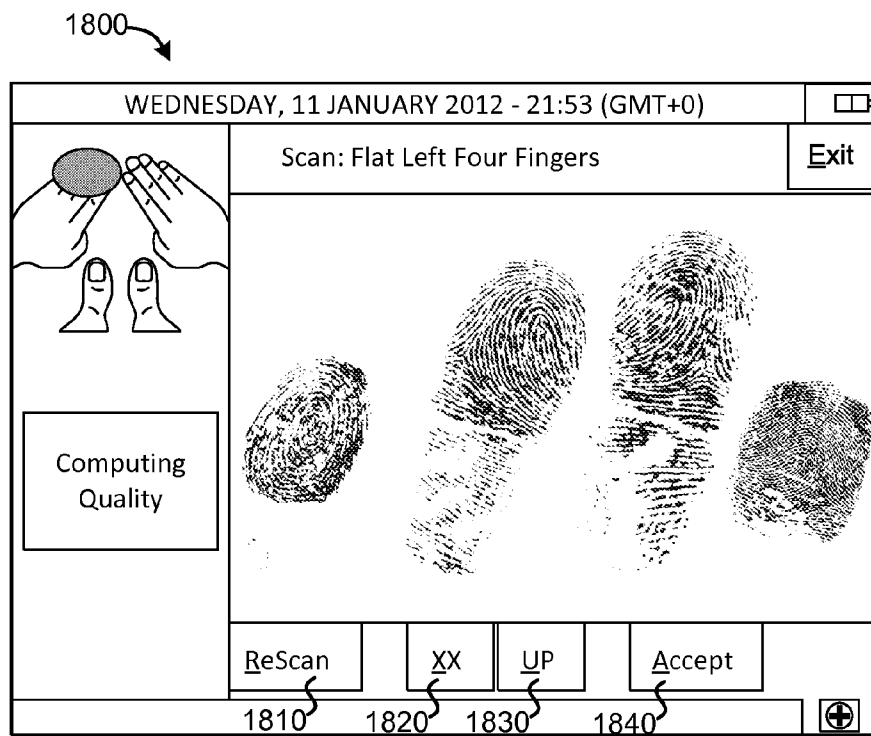 1800
WEDNESDAY, 11 JANUARY 2012 - 21:53 (GMT+0)
Scan: Flat Left Four Fingers
Exit
Computing
Quality
ReScan
XX
UP
Accept
1810
1820
1830
1840